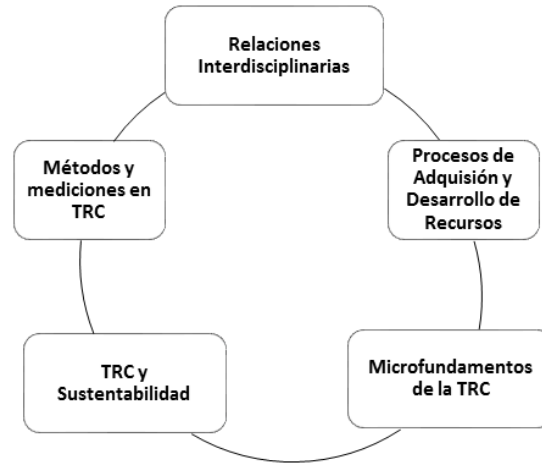 Relaciones
Interdisciplinarias
Procesos de
Adquisión y
Desarrollo de
Recursos
Microfundamentos
de la TRC
TRC y
Sustentabilidad
Métodos y
mediciones en
TRC